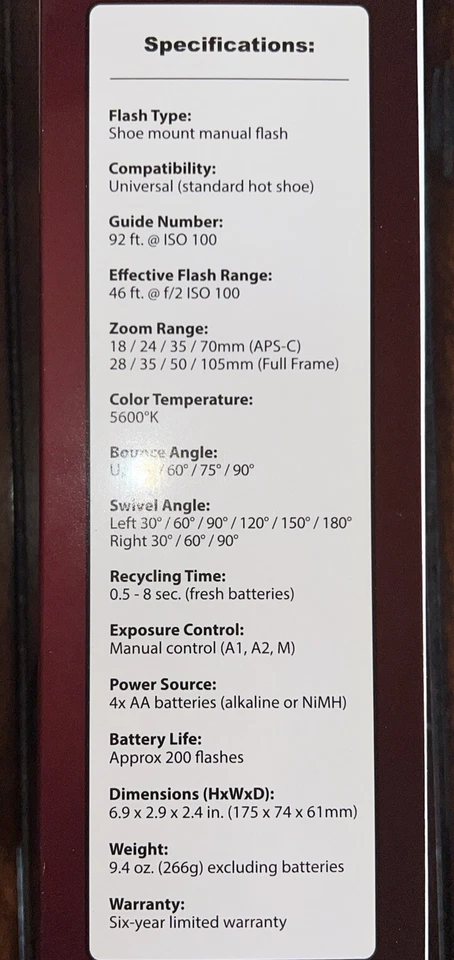 Specifications:
Flash Type:
Shoe mount manual flash
Compatibility:
Universal (standard hot shoe)
Guide Number:
92 ft. @ ISO 100
Effective Flash Range:
46 ft. @ f/2 ISO 100
Zoom Range:
18 / 24 / 35 / 70mm (APS-C)
28 / 35 / 50 / 105mm (Full Frame)
Color Temperature:
5600°K
Bounce Angle:
/ 60° / 75° / 90°
Swivel Angle:
Left 30° / 60° / 90° / 120° / 150° / 180°
Right 30° / 60° / 90°
Recycling Time:
0.5 - 8 sec. (fresh batteries)
Exposure Control:
Manual control (A1, A2, M)
Power Source:
4x AA batteries (alkaline or NiMH)
Battery Life:
Approx 200 flashes
Dimensions (HxWxD):
6.9 x 2.9 x 2.4 in. (175 x 74 x 61mm)
Weight:
9.4 oz. (266g) excluding batteries
Warranty:
Six-year limited warranty